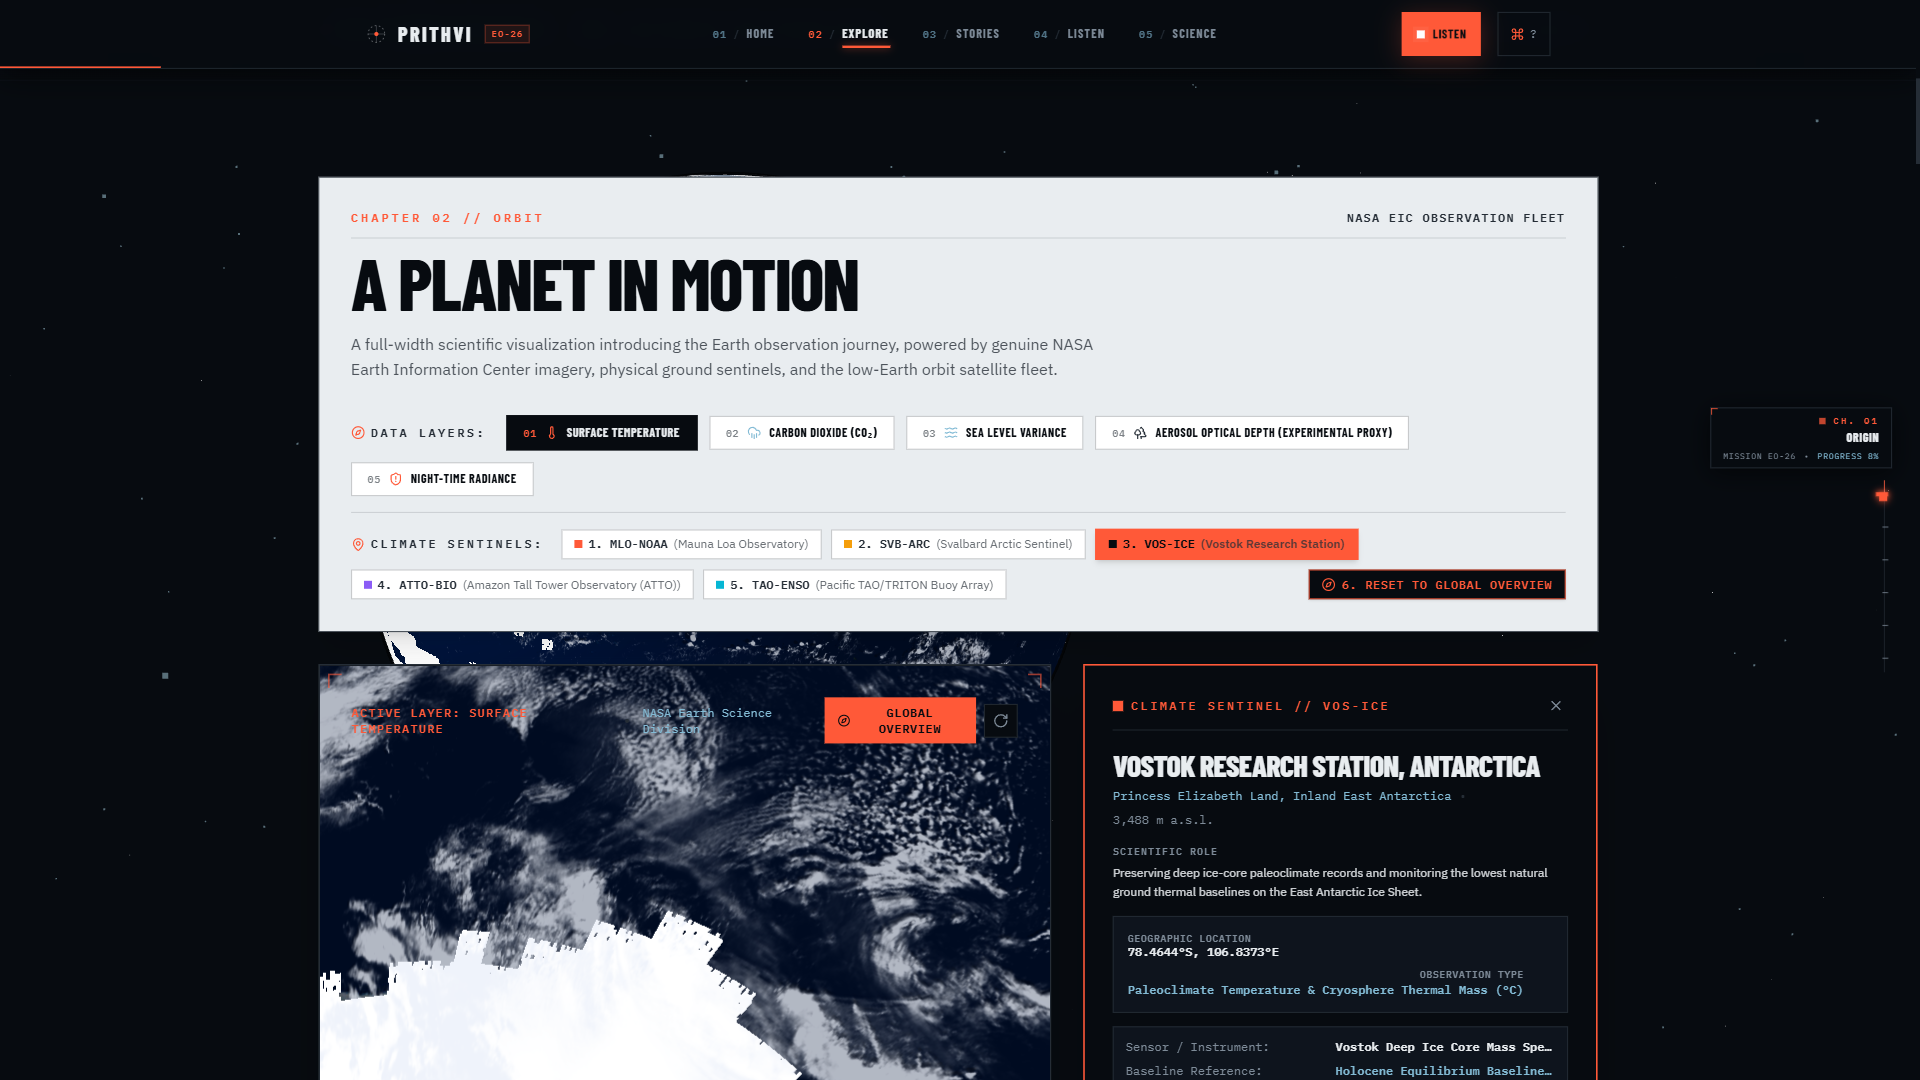 PRITHVI EO-26
01 / HOME 02 / EXPLORE 03 / STORIES 04 / LISTEN 05 / SCIENCE
LISTEN
⌘ ?
CHAPTER 02 // ORBIT
NASA EIC OBSERVATION FLEET
A PLANET IN MOTION
A full-width scientific visualization introducing the Earth observation journey, powered by genuine NASA
Earth Information Center imagery, physical ground sentinels, and the low-Earth orbit satellite fleet.
DATA LAYERS: 01 SURFACE TEMPERATURE 02 CARBON DIOXIDE (CO₂) 03 SEA LEVEL VARIANCE 04 AEROSOL OPTICAL DEPTH (EXPERIMENTAL PROXY)
05 NIGHT-TIME RADIANCE
CLIMATE SENTINELS: 1. MLO-NOAA (Mauna Loa Observatory) 2. SVB-ARC (Svalbard Arctic Sentinel) 3. VOS-ICE (Vostok Research Station)
4. ATTO-BIO (Amazon Tall Tower Observatory (ATTO)) 5. TAO-ENSO (Pacific TAO/TRITON Buoy Array) 6. RESET TO GLOBAL OVERVIEW
CH. 01
ORIGIN
MISSION EO-26 • PROGRESS 8%
ACTIVE LAYER: SURFACE
TEMPERATURE
NASA Earth Science
Division
GLOBAL
OVERVIEW
CLIMATE SENTINEL // VOS-ICE
VOSTOK RESEARCH STATION, ANTARCTICA
Princess Elizabeth Land, Inland East Antarctica •
3,488 m a.s.l.
SCIENTIFIC ROLE
Preserving deep ice-core paleoclimate records and monitoring the lowest natural
ground thermal baselines on the East Antarctic Ice Sheet.
GEOGRAPHIC LOCATION
78.4644°S, 106.8373°E
OBSERVATION TYPE
Paleoclimate Temperature & Cryosphere Thermal Mass (°C)
Sensor / Instrument: Vostok Deep Ice Core Mass Spe…
Baseline Reference: Holocene Equilibrium Baseline…